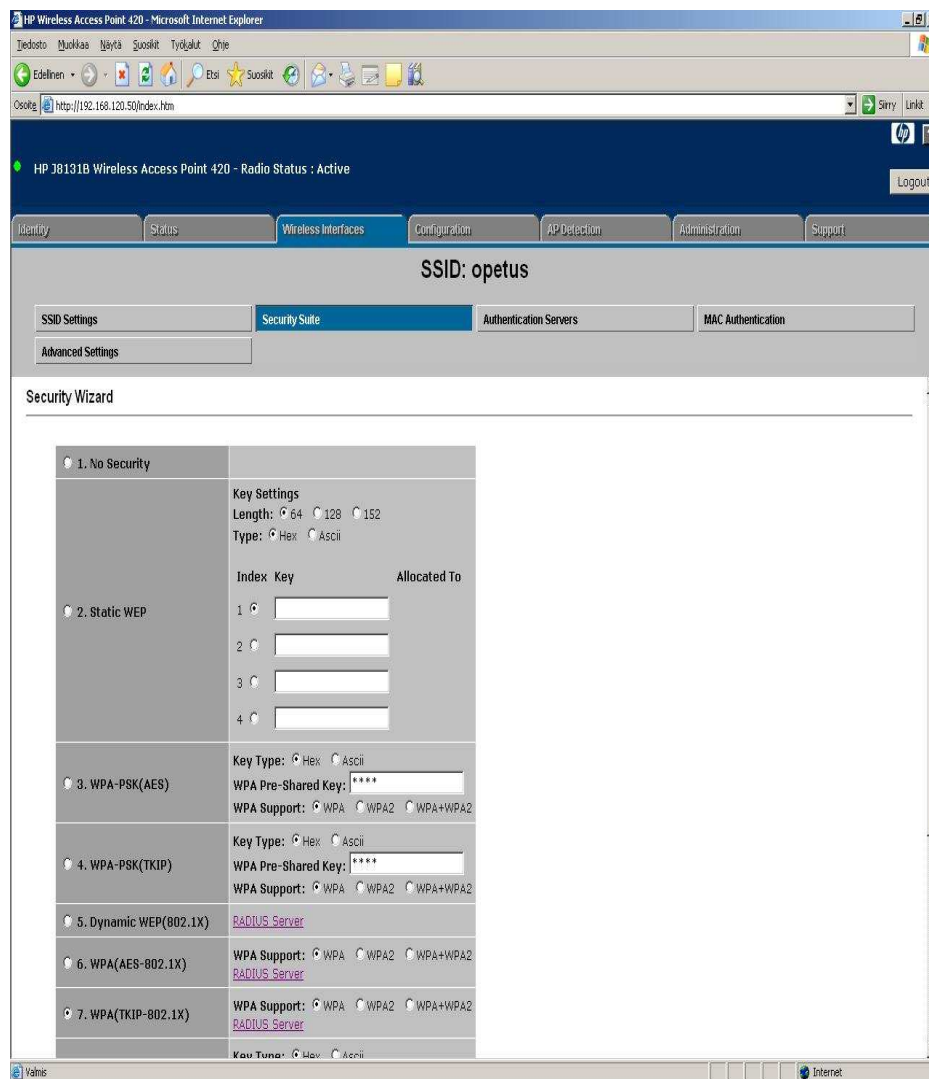 HP Wireless Access Point 420 - Microsoft Internet Explorer
Tiedosto Muokkaa Näytä Suosikit Työkalut Ohje
Edellinen Etsi Suosikit
Osoite http://192.168.120.50/index.htm Siirry Linkit
hp
HP J8131B Wireless Access Point 420 - Radio Status : Active
Logout
Identity Status Wireless Interfaces Configuration AP Detection Administration Support
SSID: opetus
SSID Settings Security Suite Authentication Servers MAC Authentication
Advanced Settings
Security Wizard
1. No Security
Key Settings
Length: 64 128 152
Type: Hex Ascii
Index Key Allocated To
2. Static WEP
1
2
3
4
3. WPA-PSK(AES)
Key Type: Hex Ascii
WPA Pre-Shared Key: ****
WPA Support: WPA WPA2 WPA+WPA2
4. WPA-PSK(TKIP)
Key Type: Hex Ascii
WPA Pre-Shared Key: ****
WPA Support: WPA WPA2 WPA+WPA2
5. Dynamic WEP(802.1X) RADIUS Server
6. WPA(AES-802.1X)
WPA Support: WPA WPA2 WPA+WPA2
RADIUS Server
7. WPA(TKIP-802.1X)
WPA Support: WPA WPA2 WPA+WPA2
RADIUS Server
Key Type: Hex Ascii
Valmis Internet